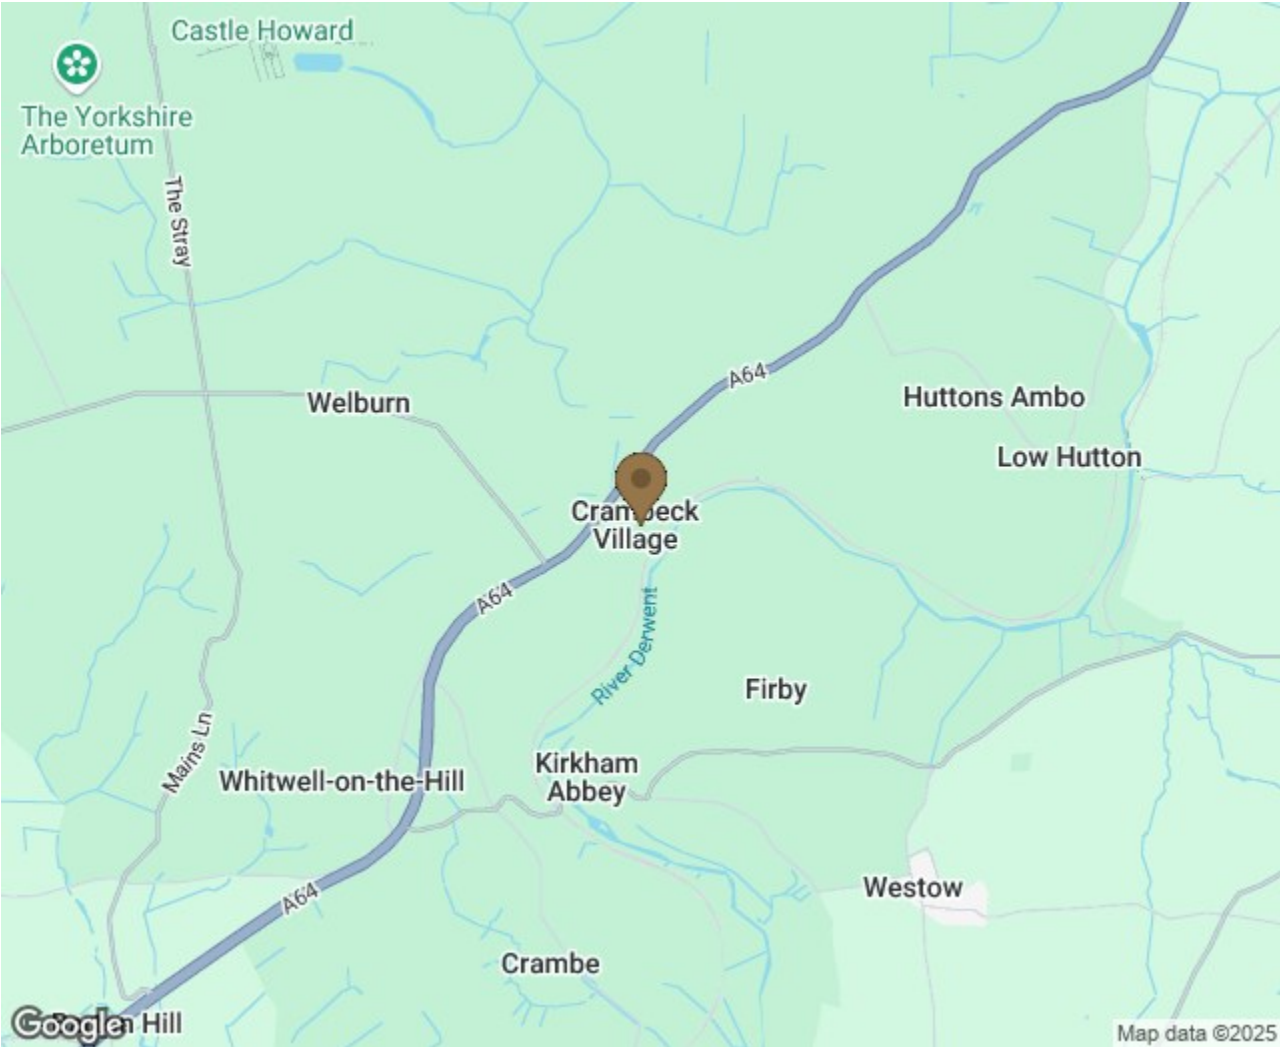 Castle Howard
The Yorkshire
Arboretum
The Stray
Welburn
A64
Huttons Ambo
Low Hutton
Crambeck
Village
A64
River Derwent
Firby
Mains Ln
Whitwell-on-the-Hill
Kirkham
Abbey
A64
Westow
Crambe
Google
Hill
Map data ©2025